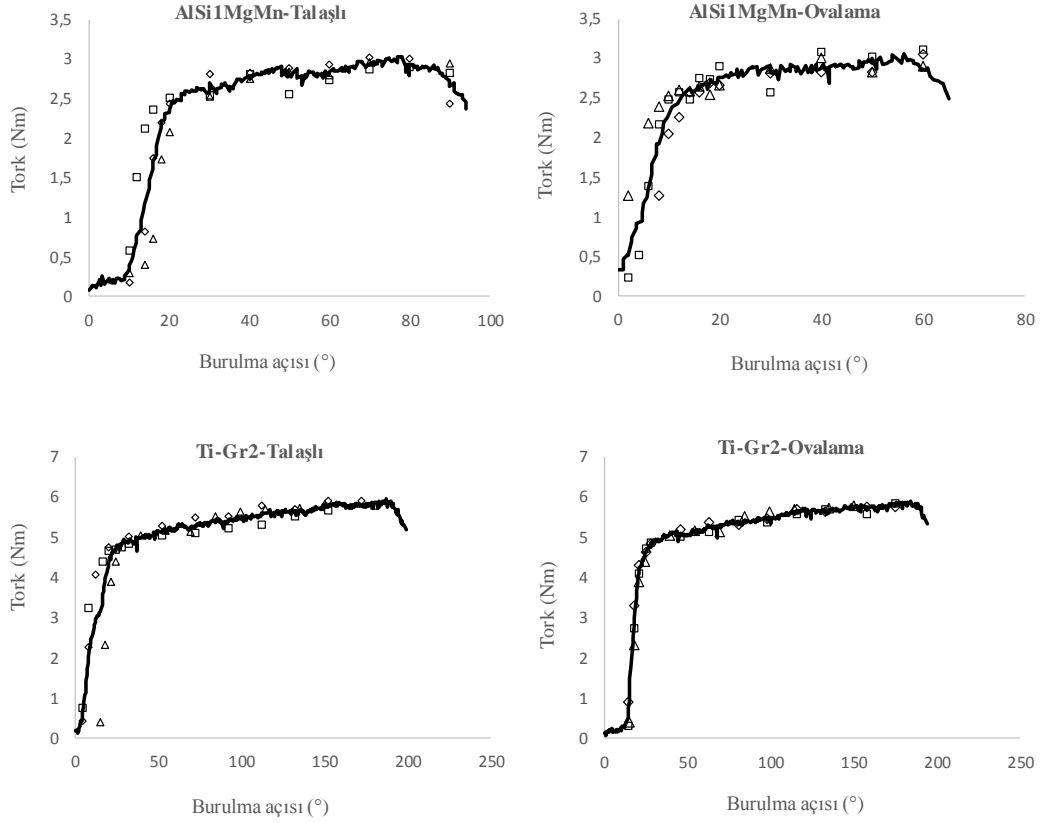 AlSi1MgMn-Talaşlı
3,5
3
2,5
2
1,5
1
0,5
0
Tork (Nm)
0 20 40 60 80 100
Burulma açısı (°)
AlSi1MgMn-Ovalama
3,5
3
2,5
2
1,5
1
0,5
0
Tork (Nm)
0 20 40 60 80
Burulma açısı (°)
Ti-Gr2-Talaşlı
7
6
5
4
3
2
1
0
Tork (Nm)
0 50 100 150 200 250
Burulma açısı (°)
Ti-Gr2-Ovalama
7
6
5
4
3
2
1
0
Tork (Nm)
0 50 100 150 200 250
Burulma açısı (°)